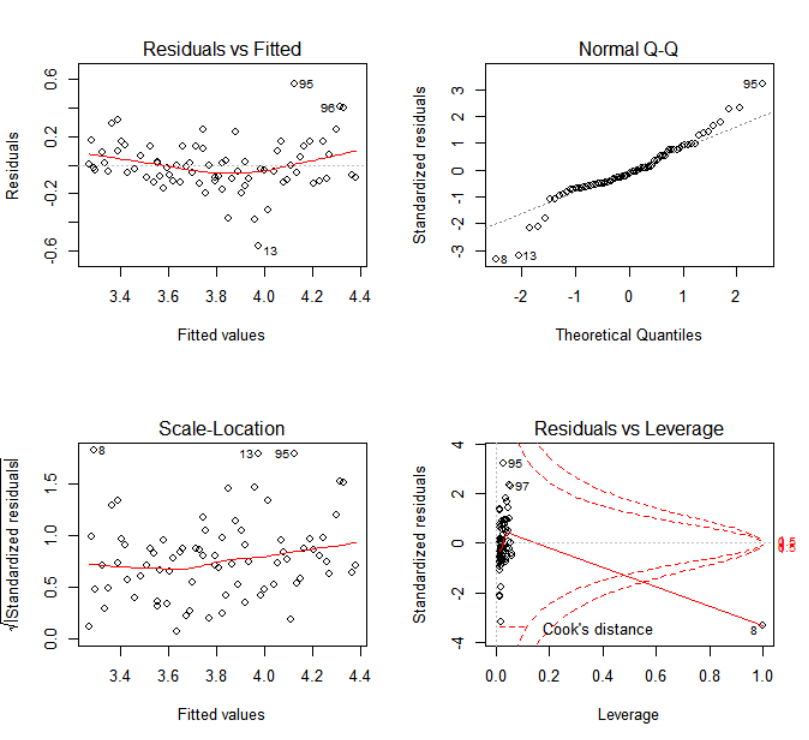 Residuals vs Fitted
Residuals
0.6
0.2
-0.2
-0.6
95
96
13
3.4 3.6 3.8 4.0 4.2 4.4
Fitted values
Normal Q-Q
Standardized residuals
3
2
1
0
-1
-2
-3
95
8
13
-2 -1 0 1 2
Theoretical Quantiles
Scale-Location
√|Standardized residuals|
1.5
1.0
0.5
0.0
8
13
95
3.4 3.6 3.8 4.0 4.2 4.4
Fitted values
Residuals vs Leverage
Standardized residuals
4
2
0
-2
-4
95
97
Cook's distance
8
0.0 0.2 0.4 0.6 0.8 1.0
Leverage